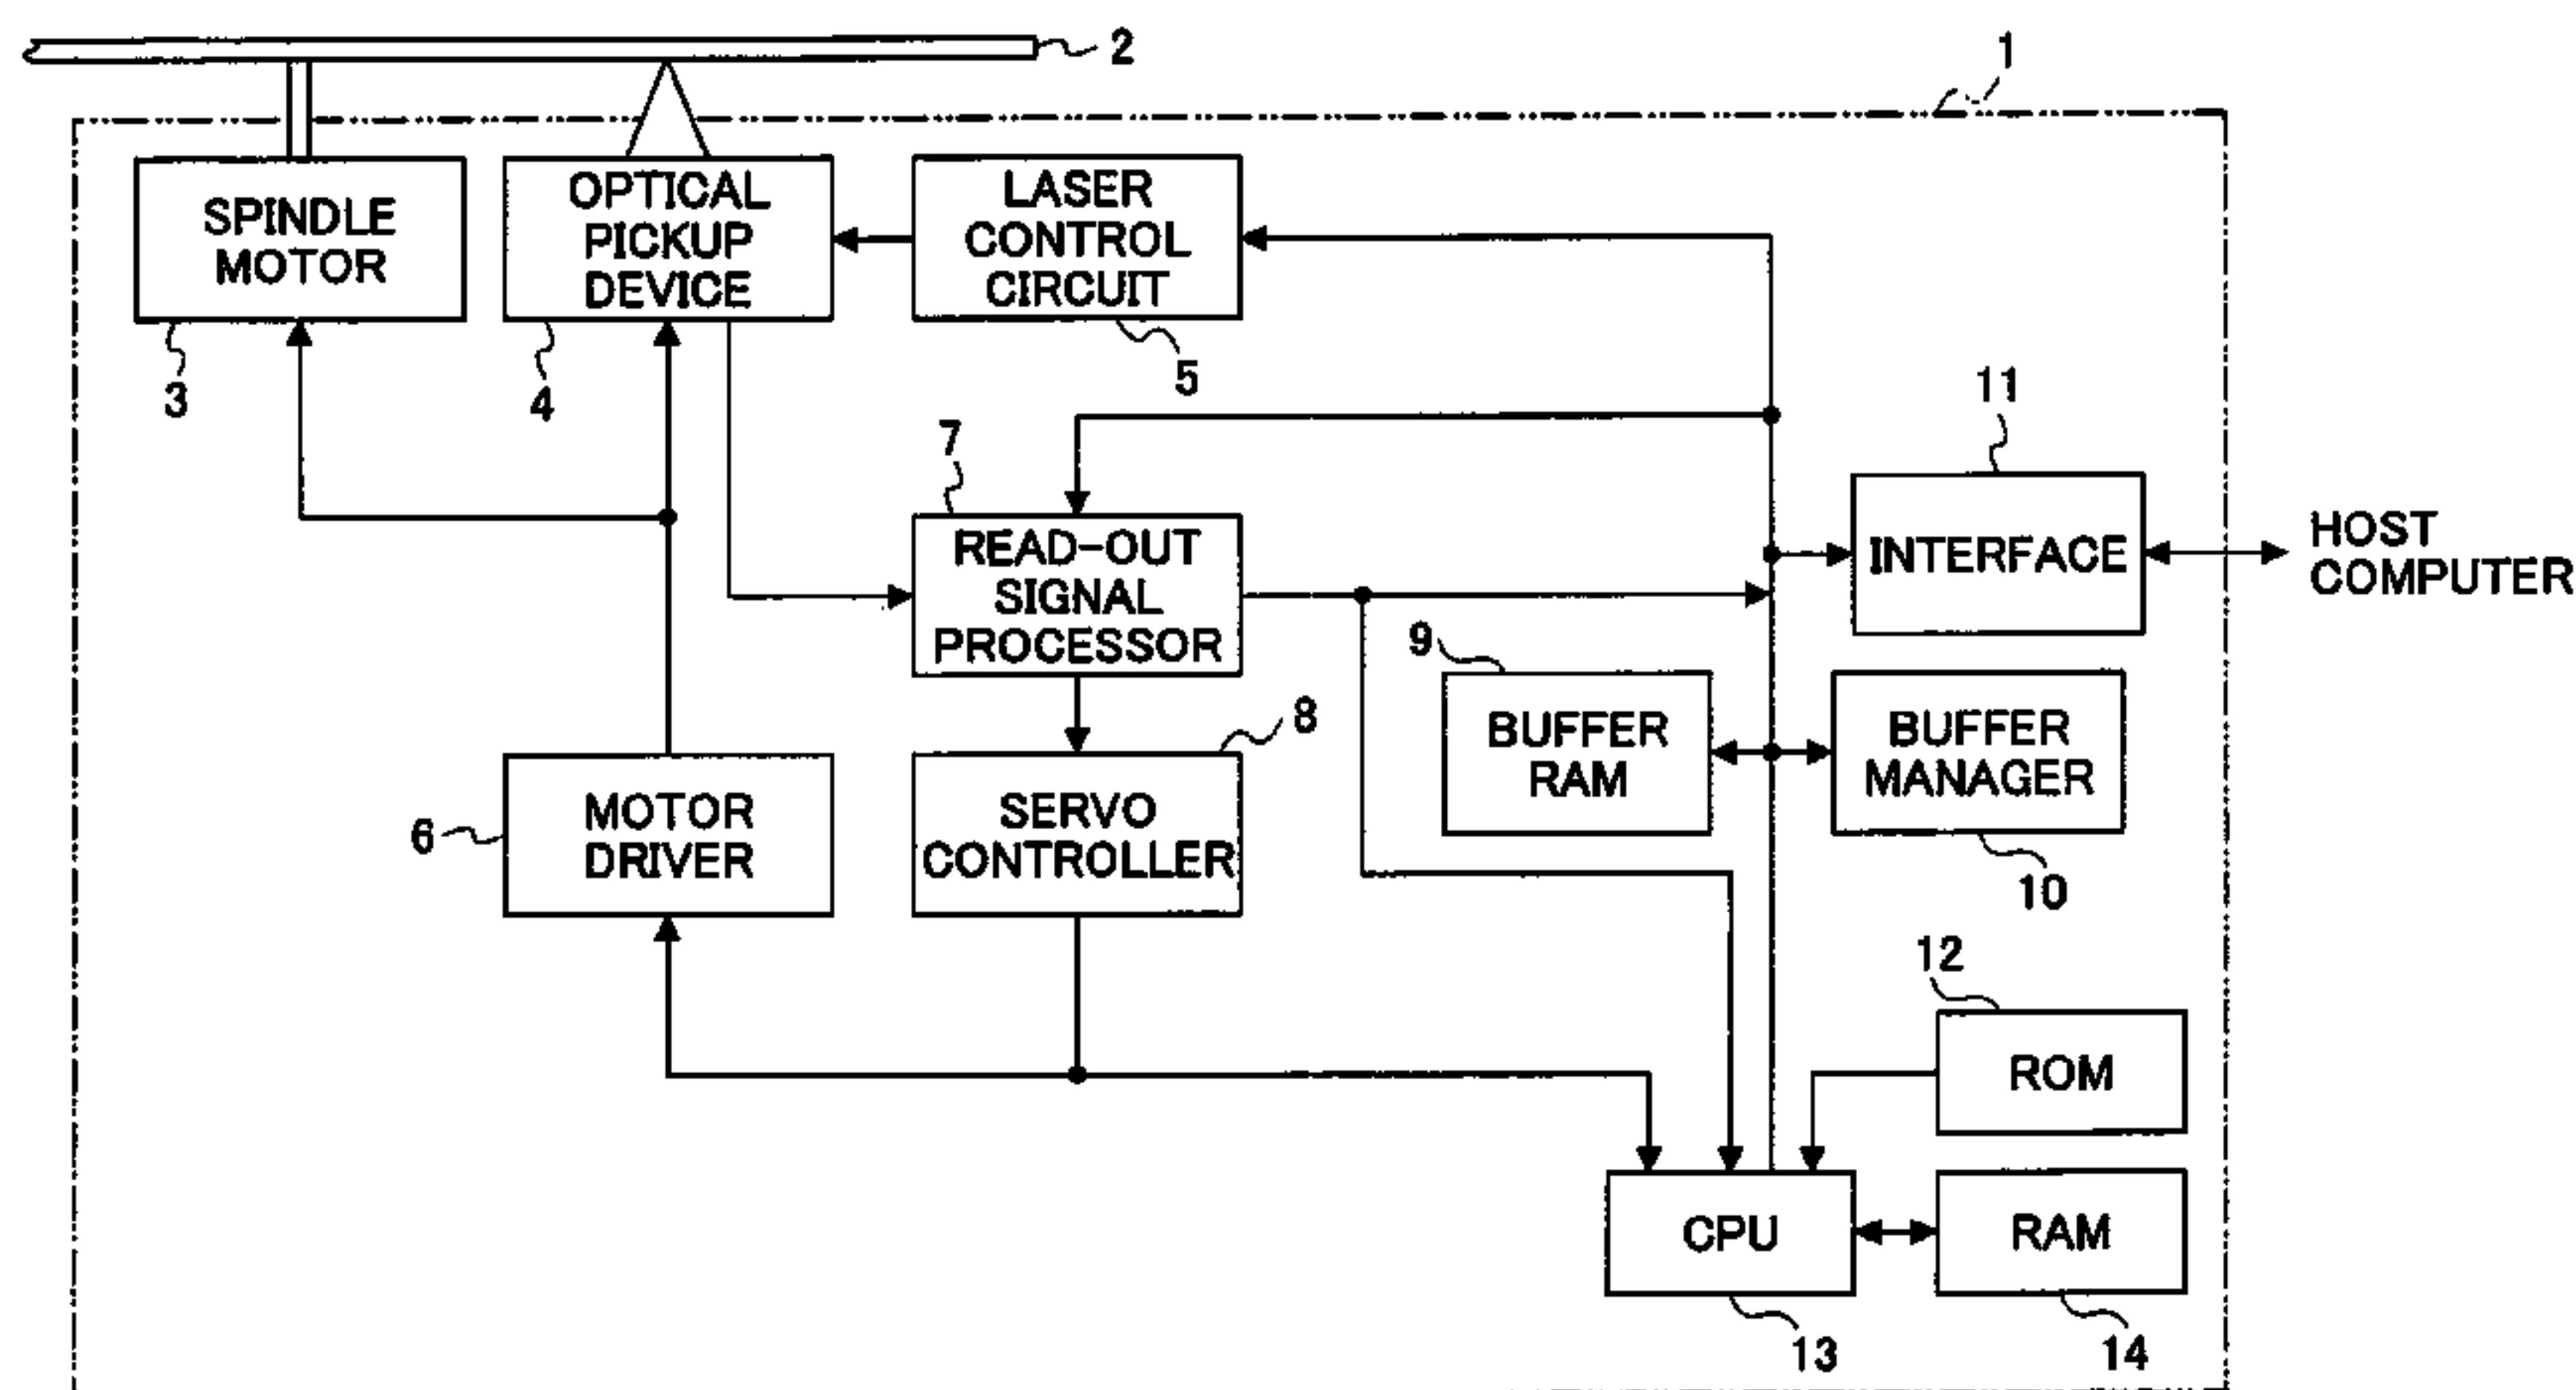 2
1
SPINDLE
MOTOR
3
OPTICAL
PICKUP
DEVICE
4
LASER
CONTROL
CIRCUIT
5
7
READ-OUT
SIGNAL
PROCESSOR
11
INTERFACE
HOST
COMPUTER
9
BUFFER
RAM
BUFFER
MANAGER
10
6
MOTOR
DRIVER
8
SERVO
CONTROLLER
12
ROM
CPU
13
RAM
14